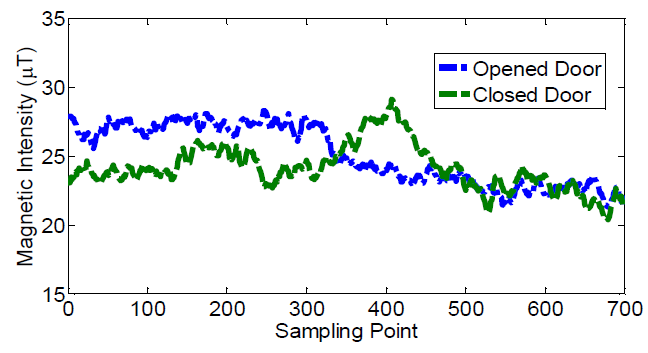 35
30
25
20
15
Magnetic Intensity (μT)
Opened Door
Closed Door
0 100 200 300 400 500 600 700
Sampling Point